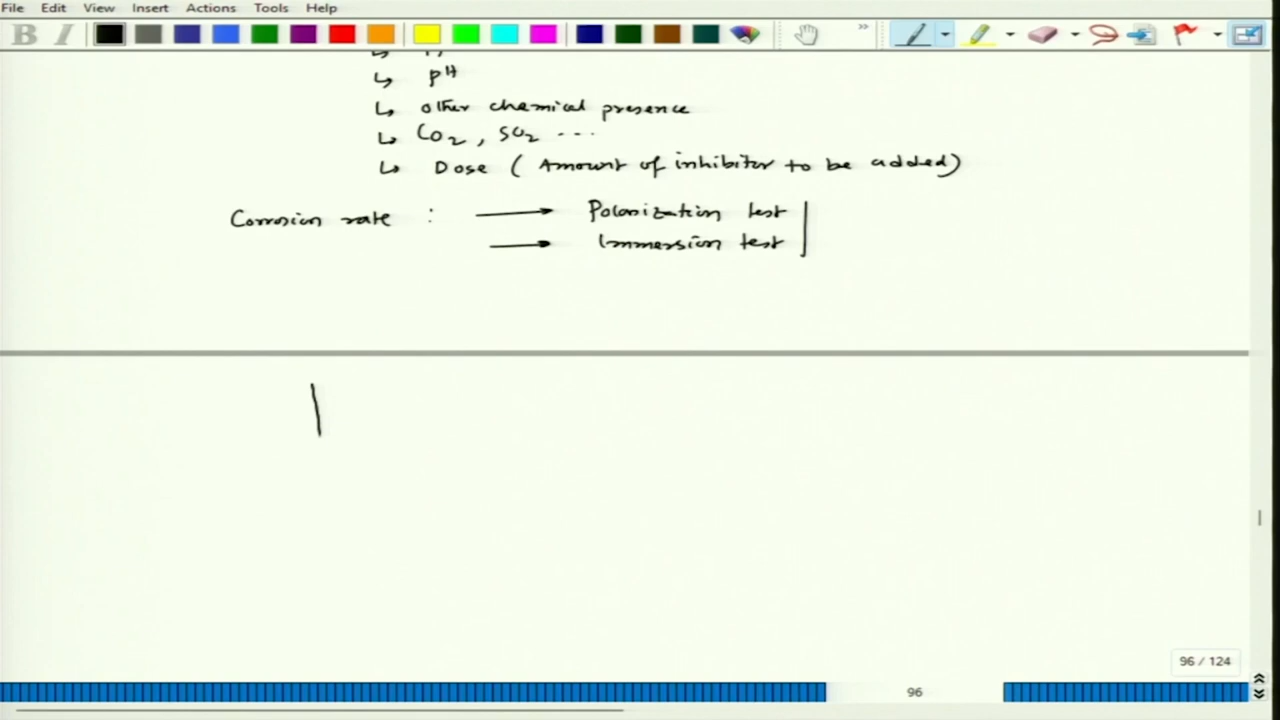 File Edit View Insert Actions Tools Help
B I
↳ pH
↳ other chemical presence
↳ CO2, SO2 ...
↳ Dose (Amount of inhibitor to be added)
Corrosion rate : → Polarization test
→ Immersion test
96 / 124
96